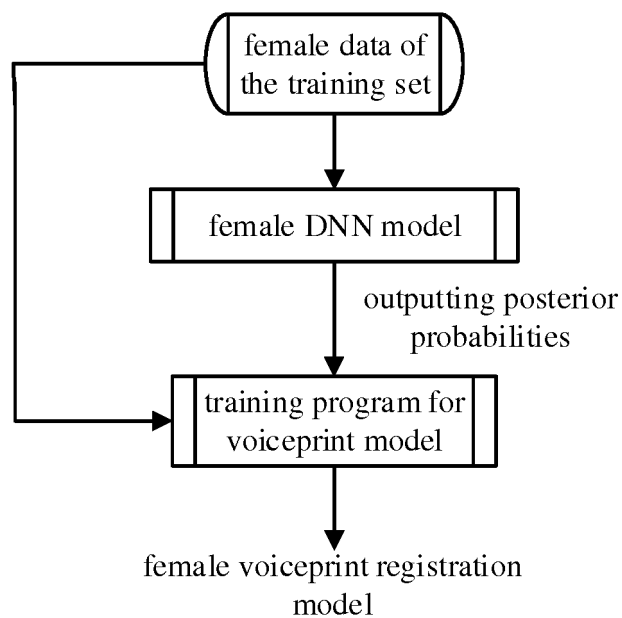 female data of
the training set
female DNN model
outputting posterior
probabilities
training program for
voiceprint model
female voiceprint registration
model